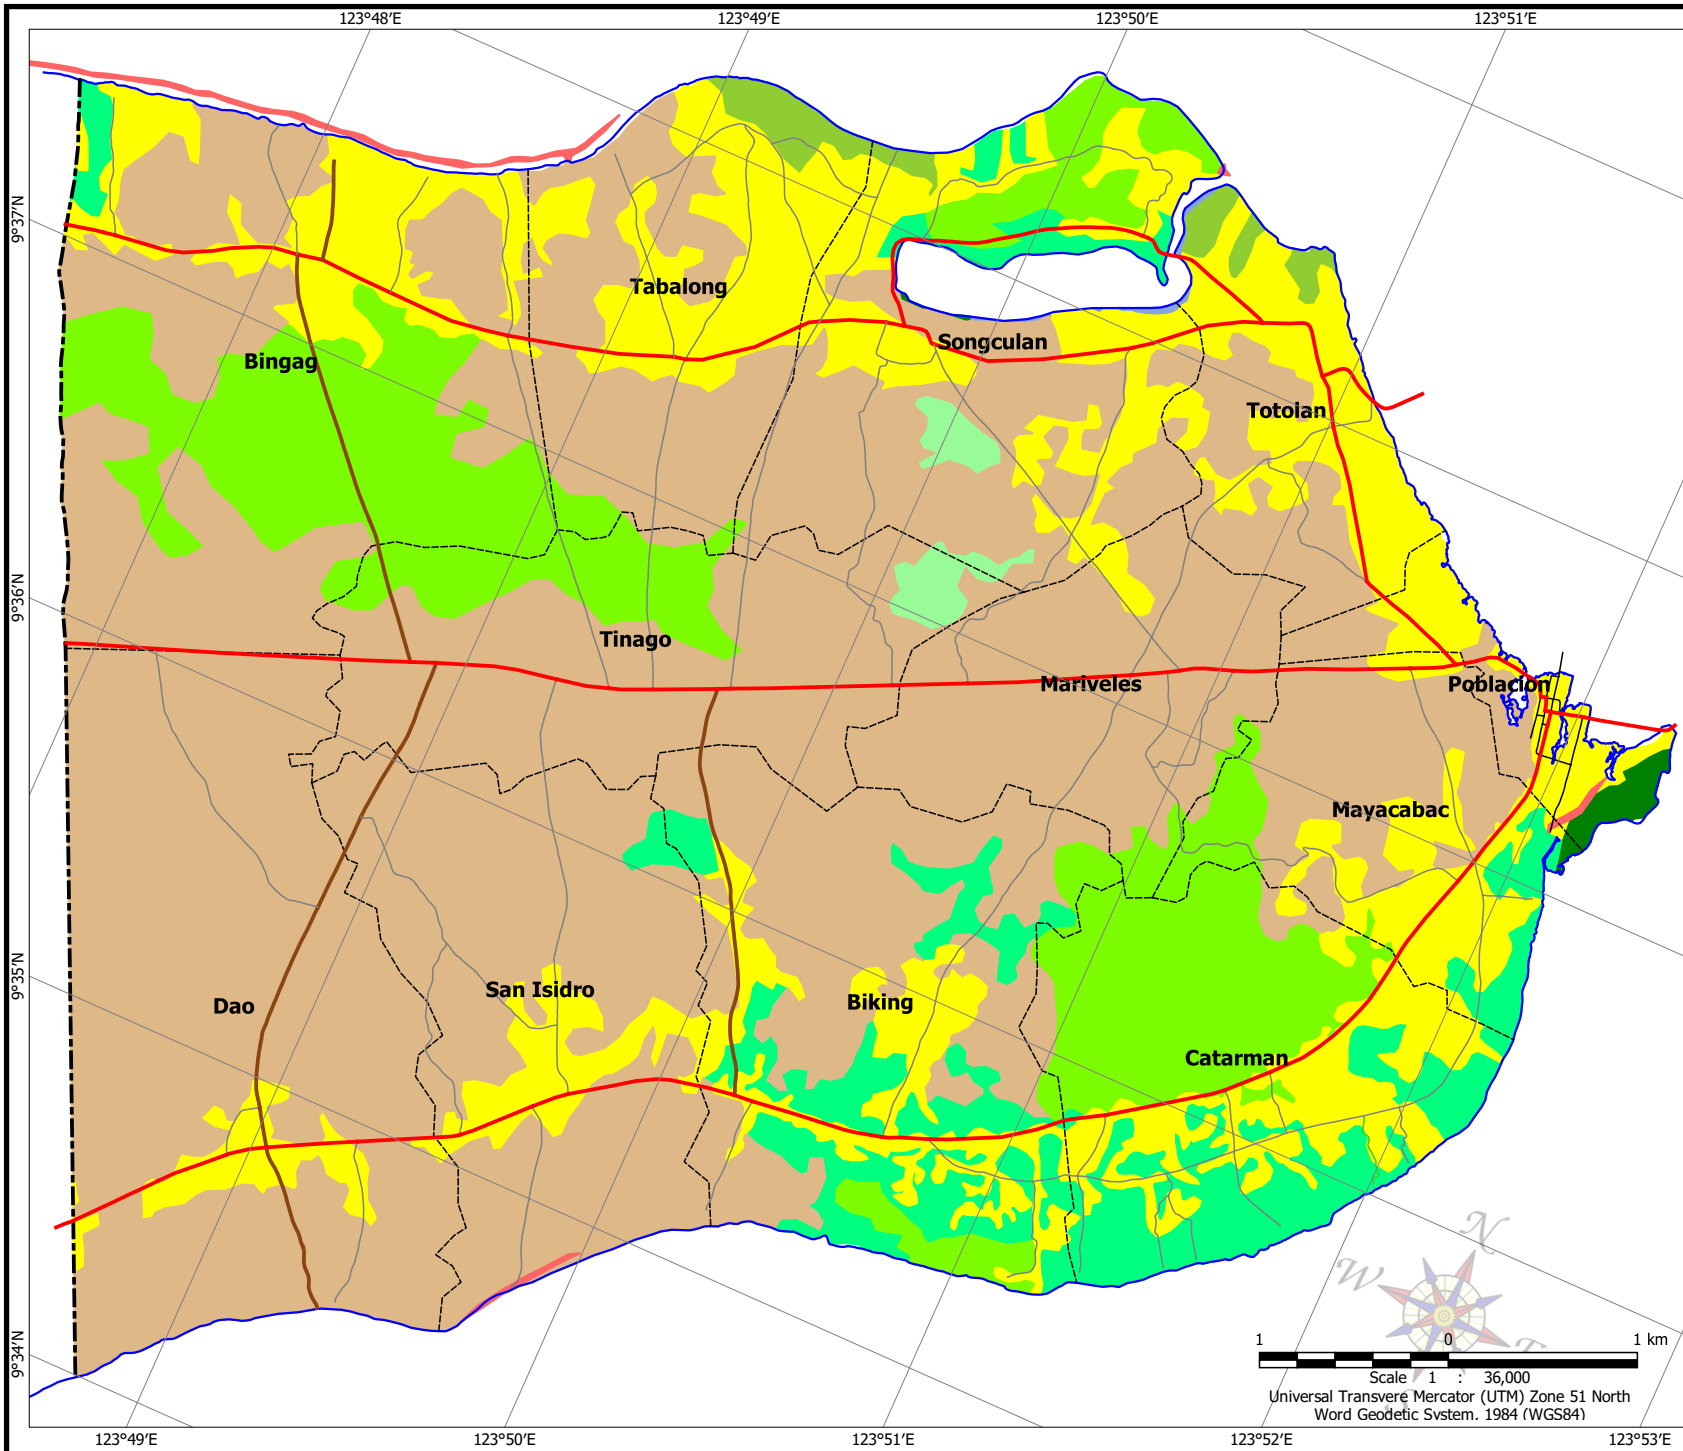 123°48'E 123°49'E 123°50'E 123°51'E
9°37'N
Tabalong
Songculan
Bingag
Totolan
9°36'N
Tinago
Mariveles
Poblacion
Mayacabac
9°35'N
San Isidro
Biking
Dao
Catarman
N
W
9°34'N
1 0 1 km
Scale 1 : 36,000
Universal Transvere Mercator (UTM) Zone 51 North
Word Geodetic System, 1984 (WGS84)
123°49'E 123°50'E 123°51'E 123°52'E 123°53'E